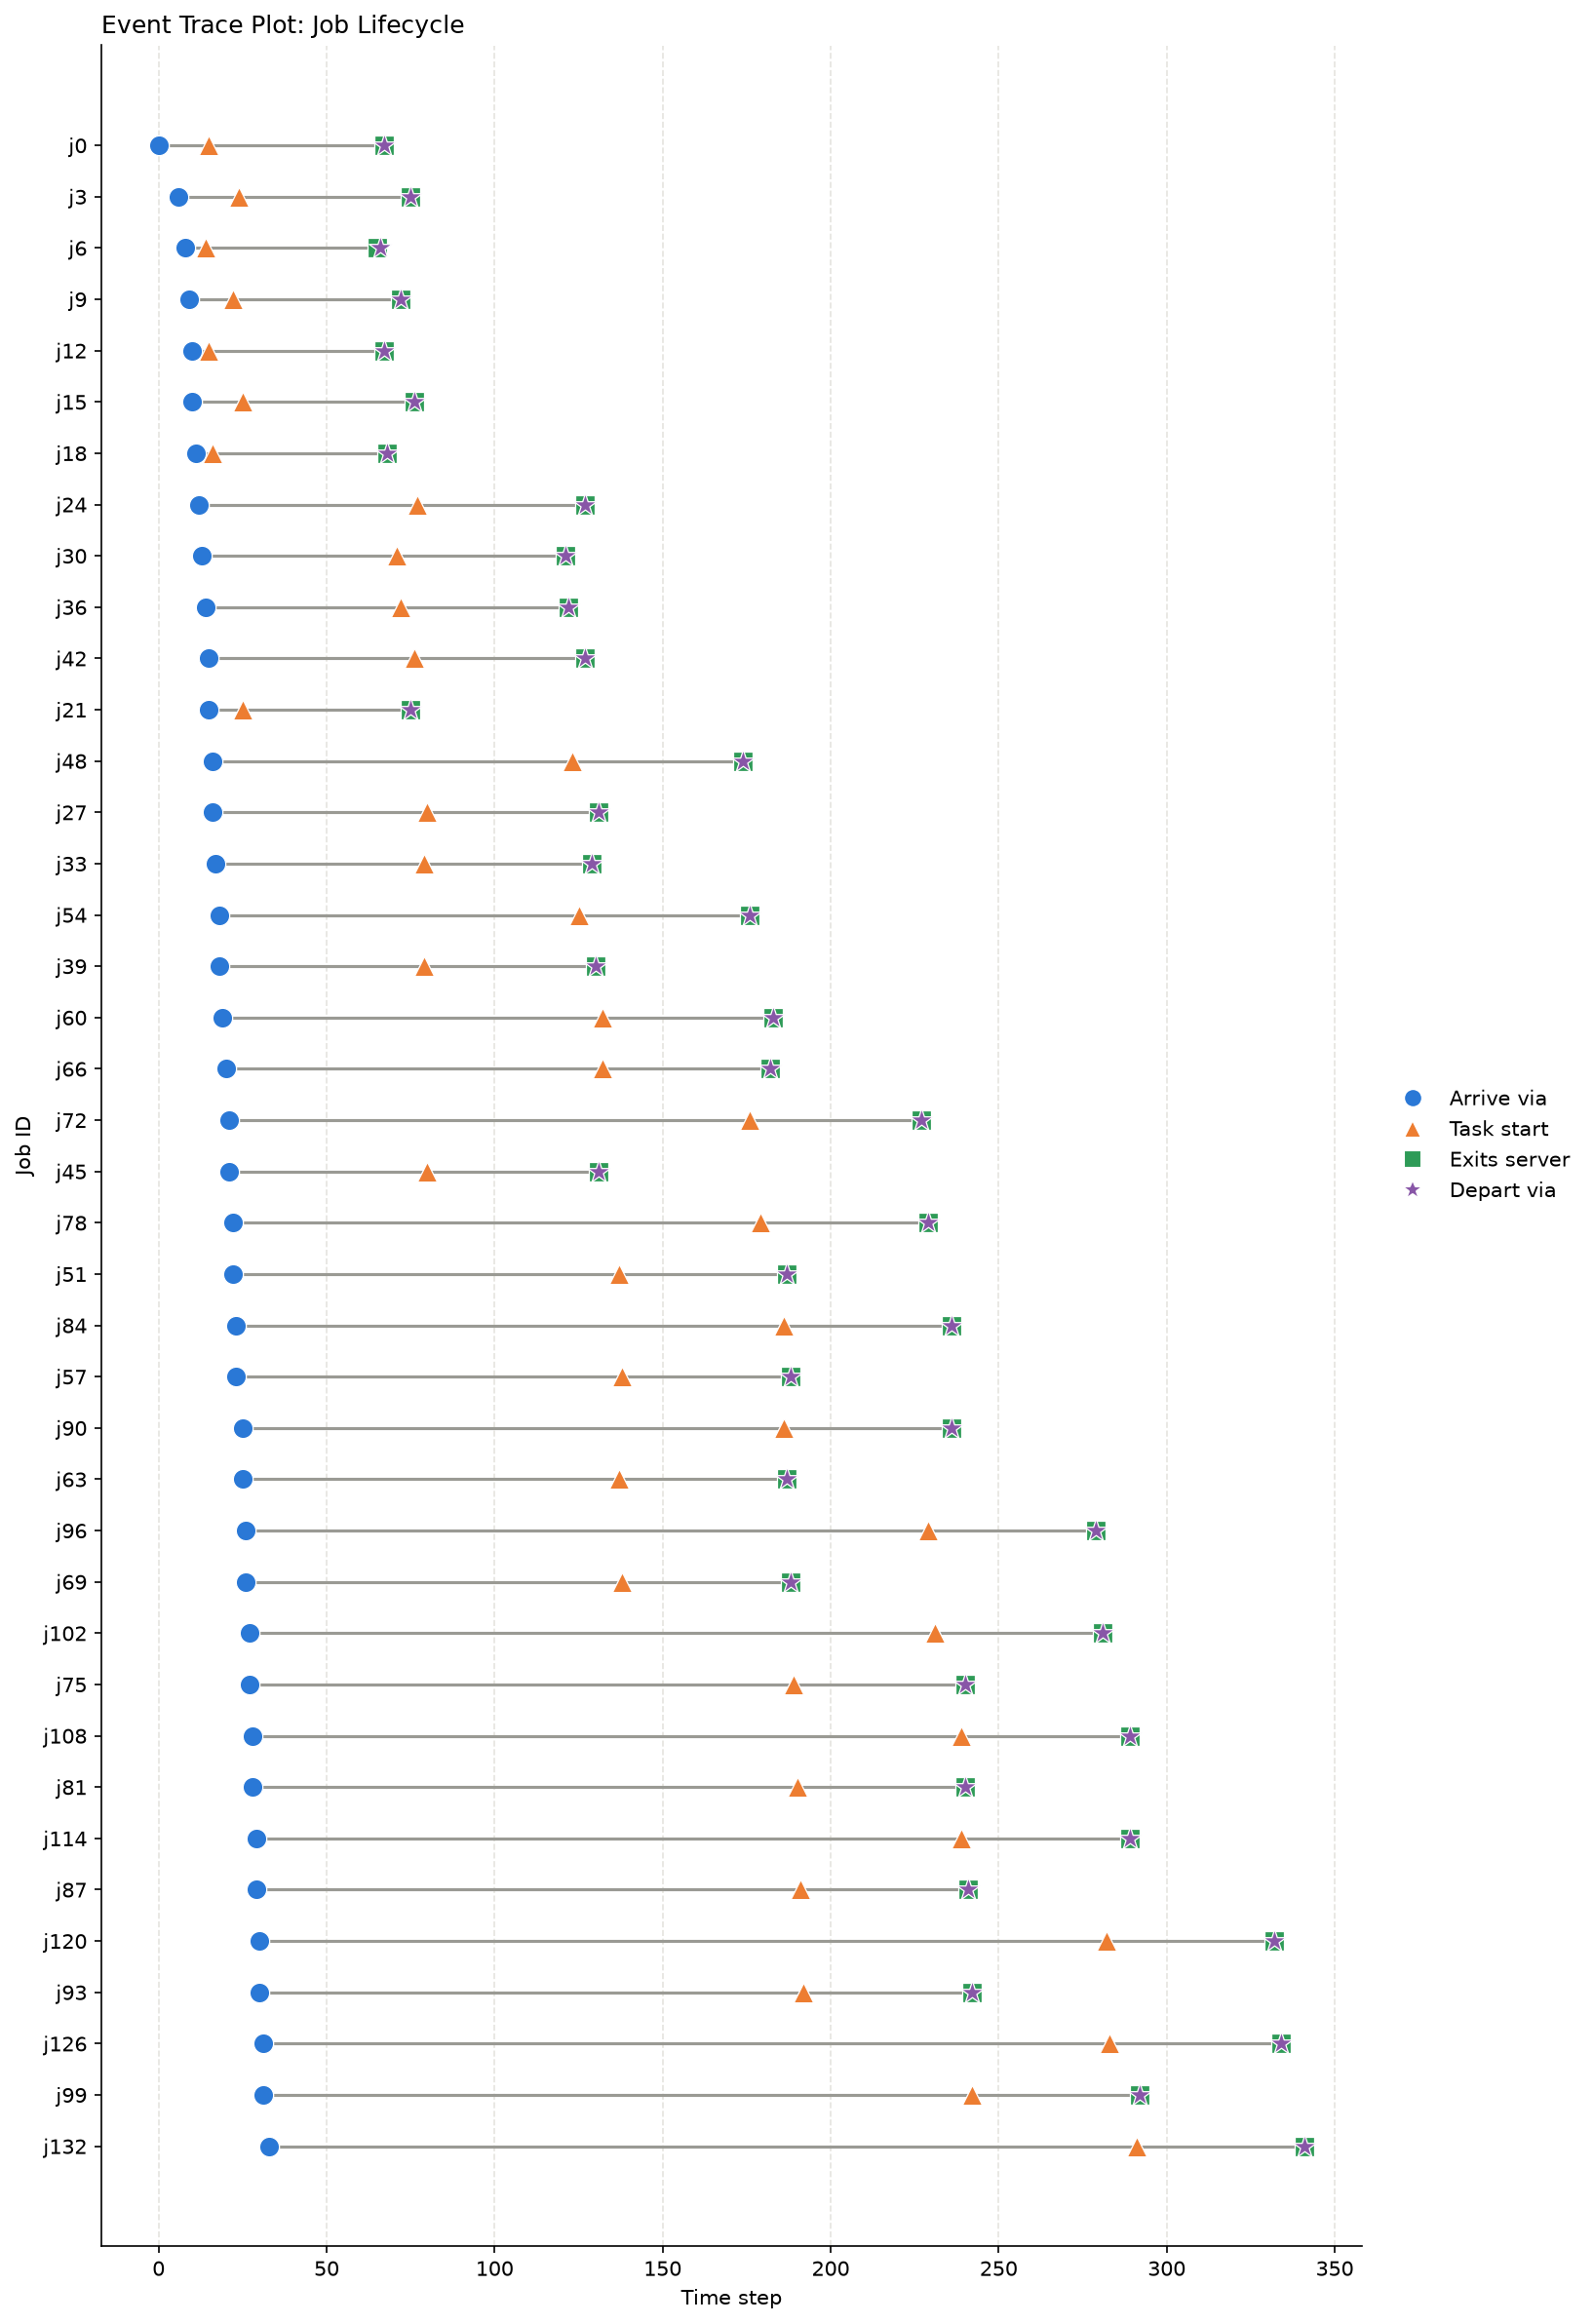 Event Trace Plot: Job Lifecycle
j0
j3
j6
j9
j12
j15
j18
j24
j30
j36
j42
j21
j48
j27
j33
j54
j39
j60
j66
j72
j45
j78
j51
j84
j57
j90
j63
j96
j69
j102
j75
j108
j81
j114
j87
j120
j93
j126
j99
j132
Job ID
0 50 100 150 200 250 300 350
Time step
Arrive via
Task start
Exits server
Depart via